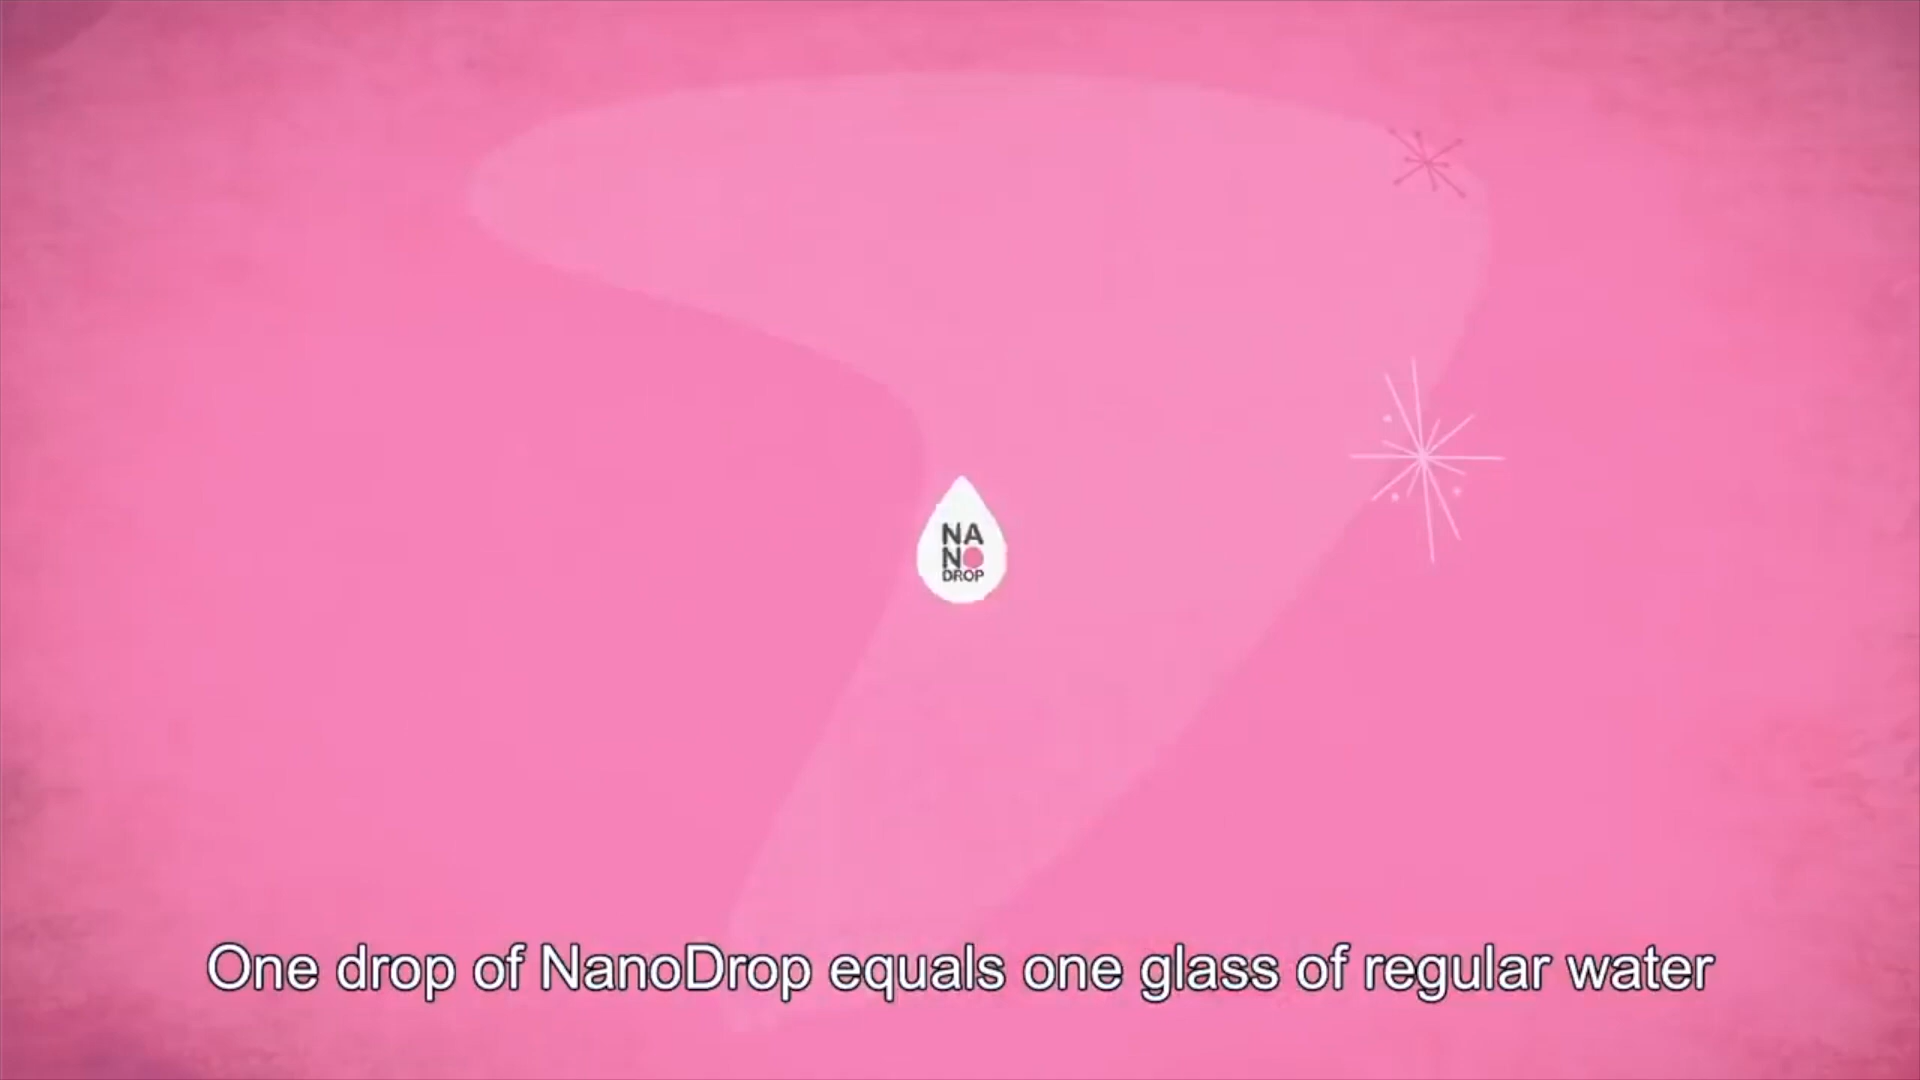 NA
NO
DROP
One drop of NanoDrop equals one glass of regular water